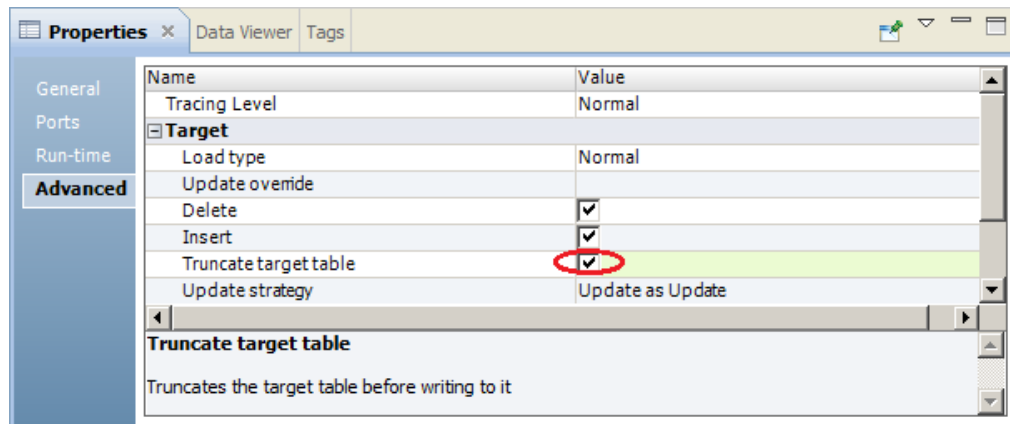 Properties Data Viewer Tags
General
Ports
Run-time
Advanced
Name Value
Tracing Level Normal
Target
Load type Normal
Update override
Delete
Insert
Truncate target table
Update strategy Update as Update
Truncate target table
Truncates the target table before writing to it